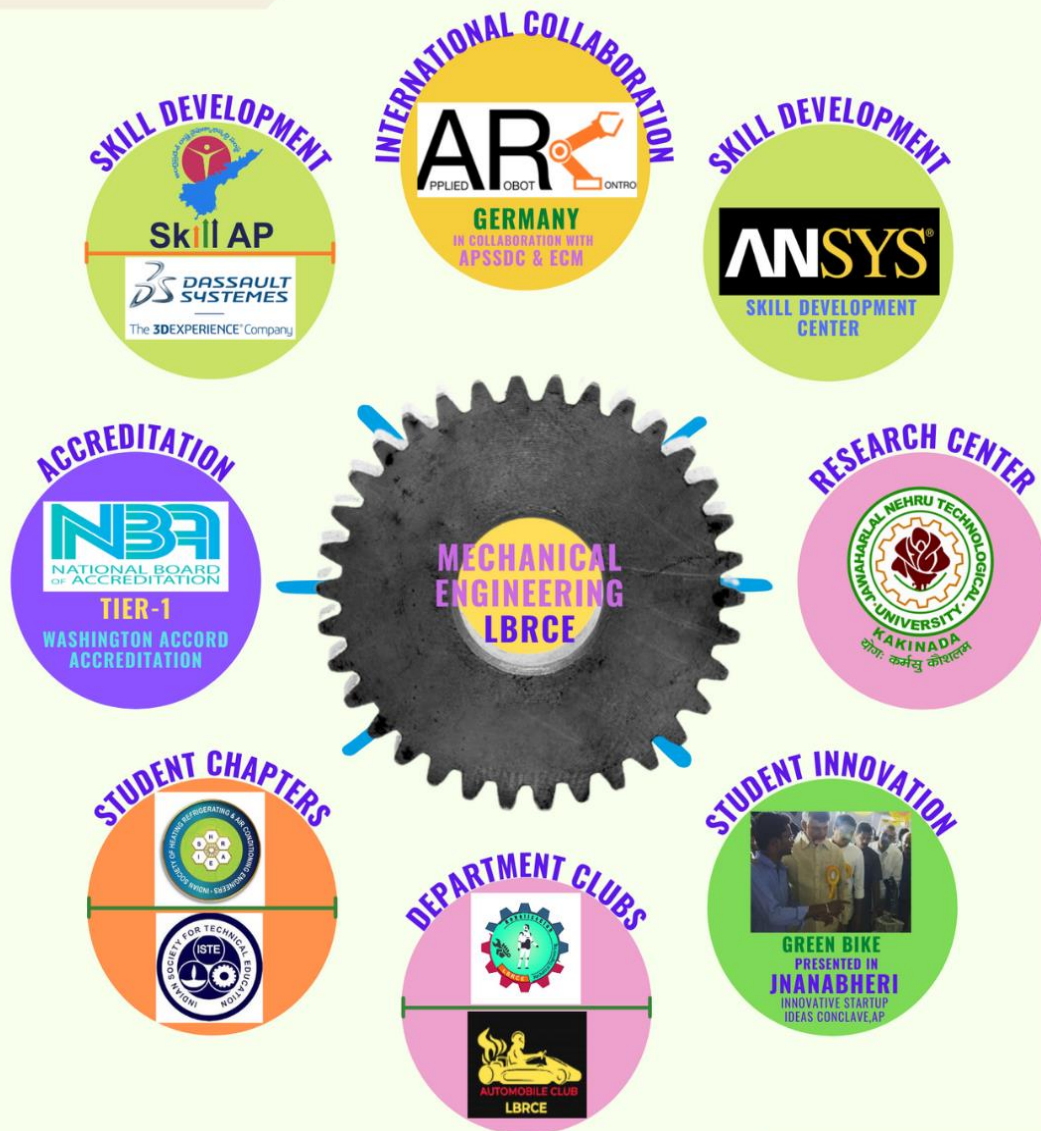 INTERNATIONAL COLLABORATION
ARC
PPLIED OBOT ONTRO
GERMANY
IN COLLABORATION WITH
APSSDC & ECM
SKILL DEVELOPMENT
Skill AP
DASSAULT
SYSTEMES
The 3DEXPERIENCE® Company
SKILL DEVELOPMENT
ANSYS®
SKILL DEVELOPMENT
CENTER
ACCREDITATION
NBA
NATIONAL BOARD
OF ACCREDITATION
TIER-1
WASHINGTON ACCORD
ACCREDITATION
MECHANICAL
ENGINEERING
LBRCE
RESEARCH CENTER
JAWAHARLAL NEHRU TECHNOLOGICAL
UNIVERSITY
KAKINADA
योगः कर्मसु कौशलम
STUDENT CHAPTERS
INDIAN SOCIETY OF HEATING REFRIGERATING & AIR CONDITIONING ENGINEERS
ISHRAE
INDIAN SOCIETY FOR TECHNICAL EDUCATION
ISTE
DEPARTMENT CLUBS
LBRCE
AUTOMOBILE CLUB
LBRCE
STUDENT INNOVATION
GREEN BIKE
PRESENTED IN
JNANABHERI
INNOVATIVE STARTUP
IDEAS CONCLAVE,AP